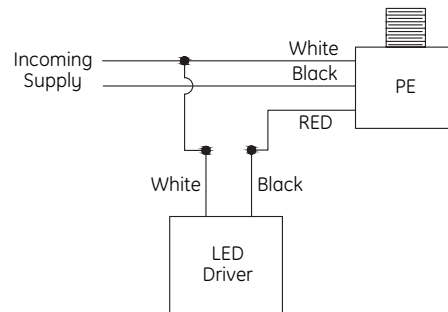 Incoming
Supply
White
Black
RED
PE
White
Black
LED
Driver